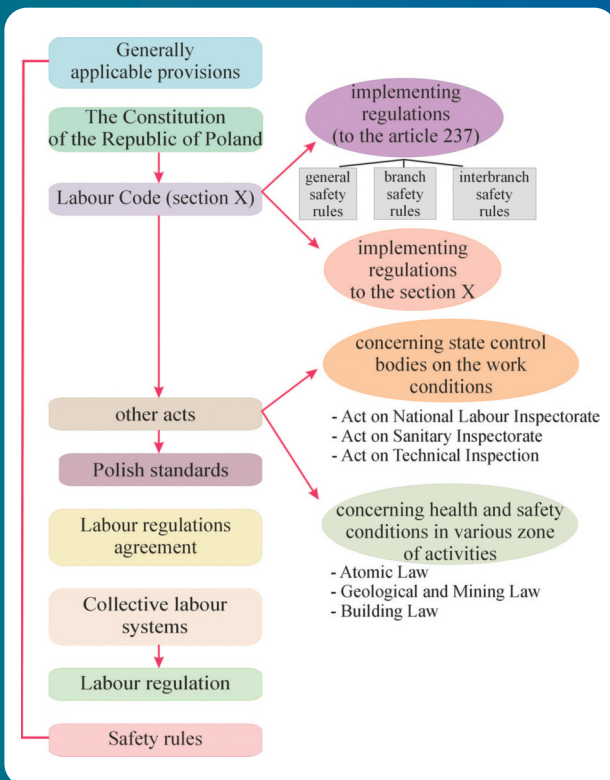 Generally
applicable provisions
The Constitution
of the Republic of Poland
Labour Code (section X)
implementing
regulations
(to the article 237)
general
safety
rules
branch
safety
rules
interbranch
safety
rules
implementing
regulations
to the section X
concerning state control
bodies on the work
conditions
- Act on National Labour Inspectorate
- Act on Sanitary Inspectorate
- Act on Technical Inspection
other acts
Polish standards
concerning health and safety
conditions in various zone
of activities
- Atomic Law
- Geological and Mining Law
- Building Law
Labour regulations
agreement
Collective labour
systems
Labour regulation
Safety rules